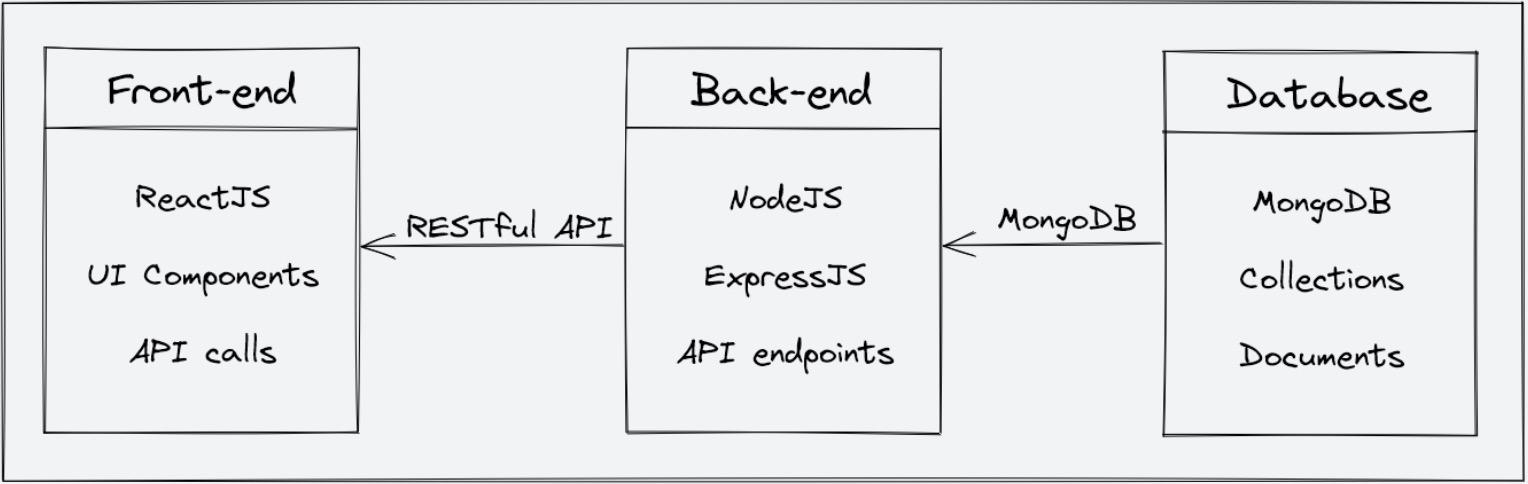 Front-end
ReactJS
UI Components
API calls
RESTful API
Back-end
NodeJS
ExpressJS
API endpoints
MongoDB
Database
MongoDB
Collections
Documents